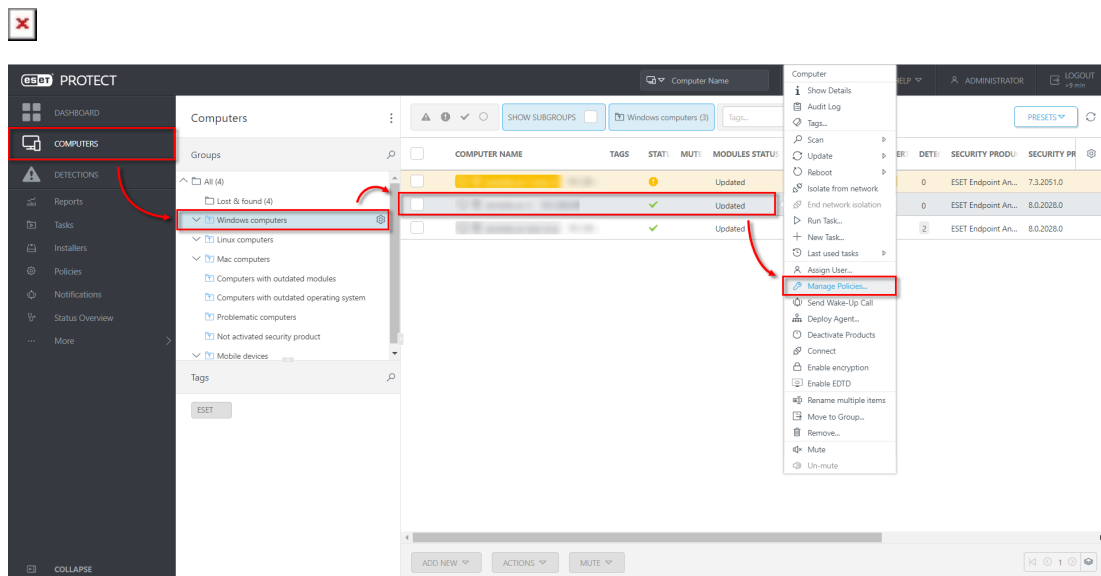 eset PROTECT
Computer Name
HELP
ADMINISTRATOR
LOGOUT
>9 min
DASHBOARD
COMPUTERS
DETECTIONS
Reports
Tasks
Installers
Policies
Notifications
Status Overview
More
COLLAPSE
Computers
Groups
All (4)
Lost & found (4)
Windows computers
Linux computers
Mac computers
Computers with outdated modules
Computers with outdated operating system
Problematic computers
Not activated security product
Mobile devices
Tags
ESET
SHOW SUBGROUPS
Windows computers (3)
Tags...
PRESETS
COMPUTER NAME TAGS STATU MUTE MODULES STATUS DETE SECURITY PRODU SECURITY PR
Updated 0 ESET Endpoint An... 7.3.2051.0
Updated 0 ESET Endpoint An... 8.0.2028.0
Updated 2 ESET Endpoint An... 8.0.2028.0
Computer
Show Details
Audit Log
Tags...
Scan
Update
Reboot
Isolate from network
End network isolation
Run Task...
New Task...
Last used tasks
Assign User...
Manage Policies...
Send Wake-Up Call
Deploy Agent...
Deactivate Products
Connect
Enable encryption
Enable EDTD
Rename multiple items
Move to Group...
Remove...
Mute
Un-mute
ADD NEW
ACTIONS
MUTE
1